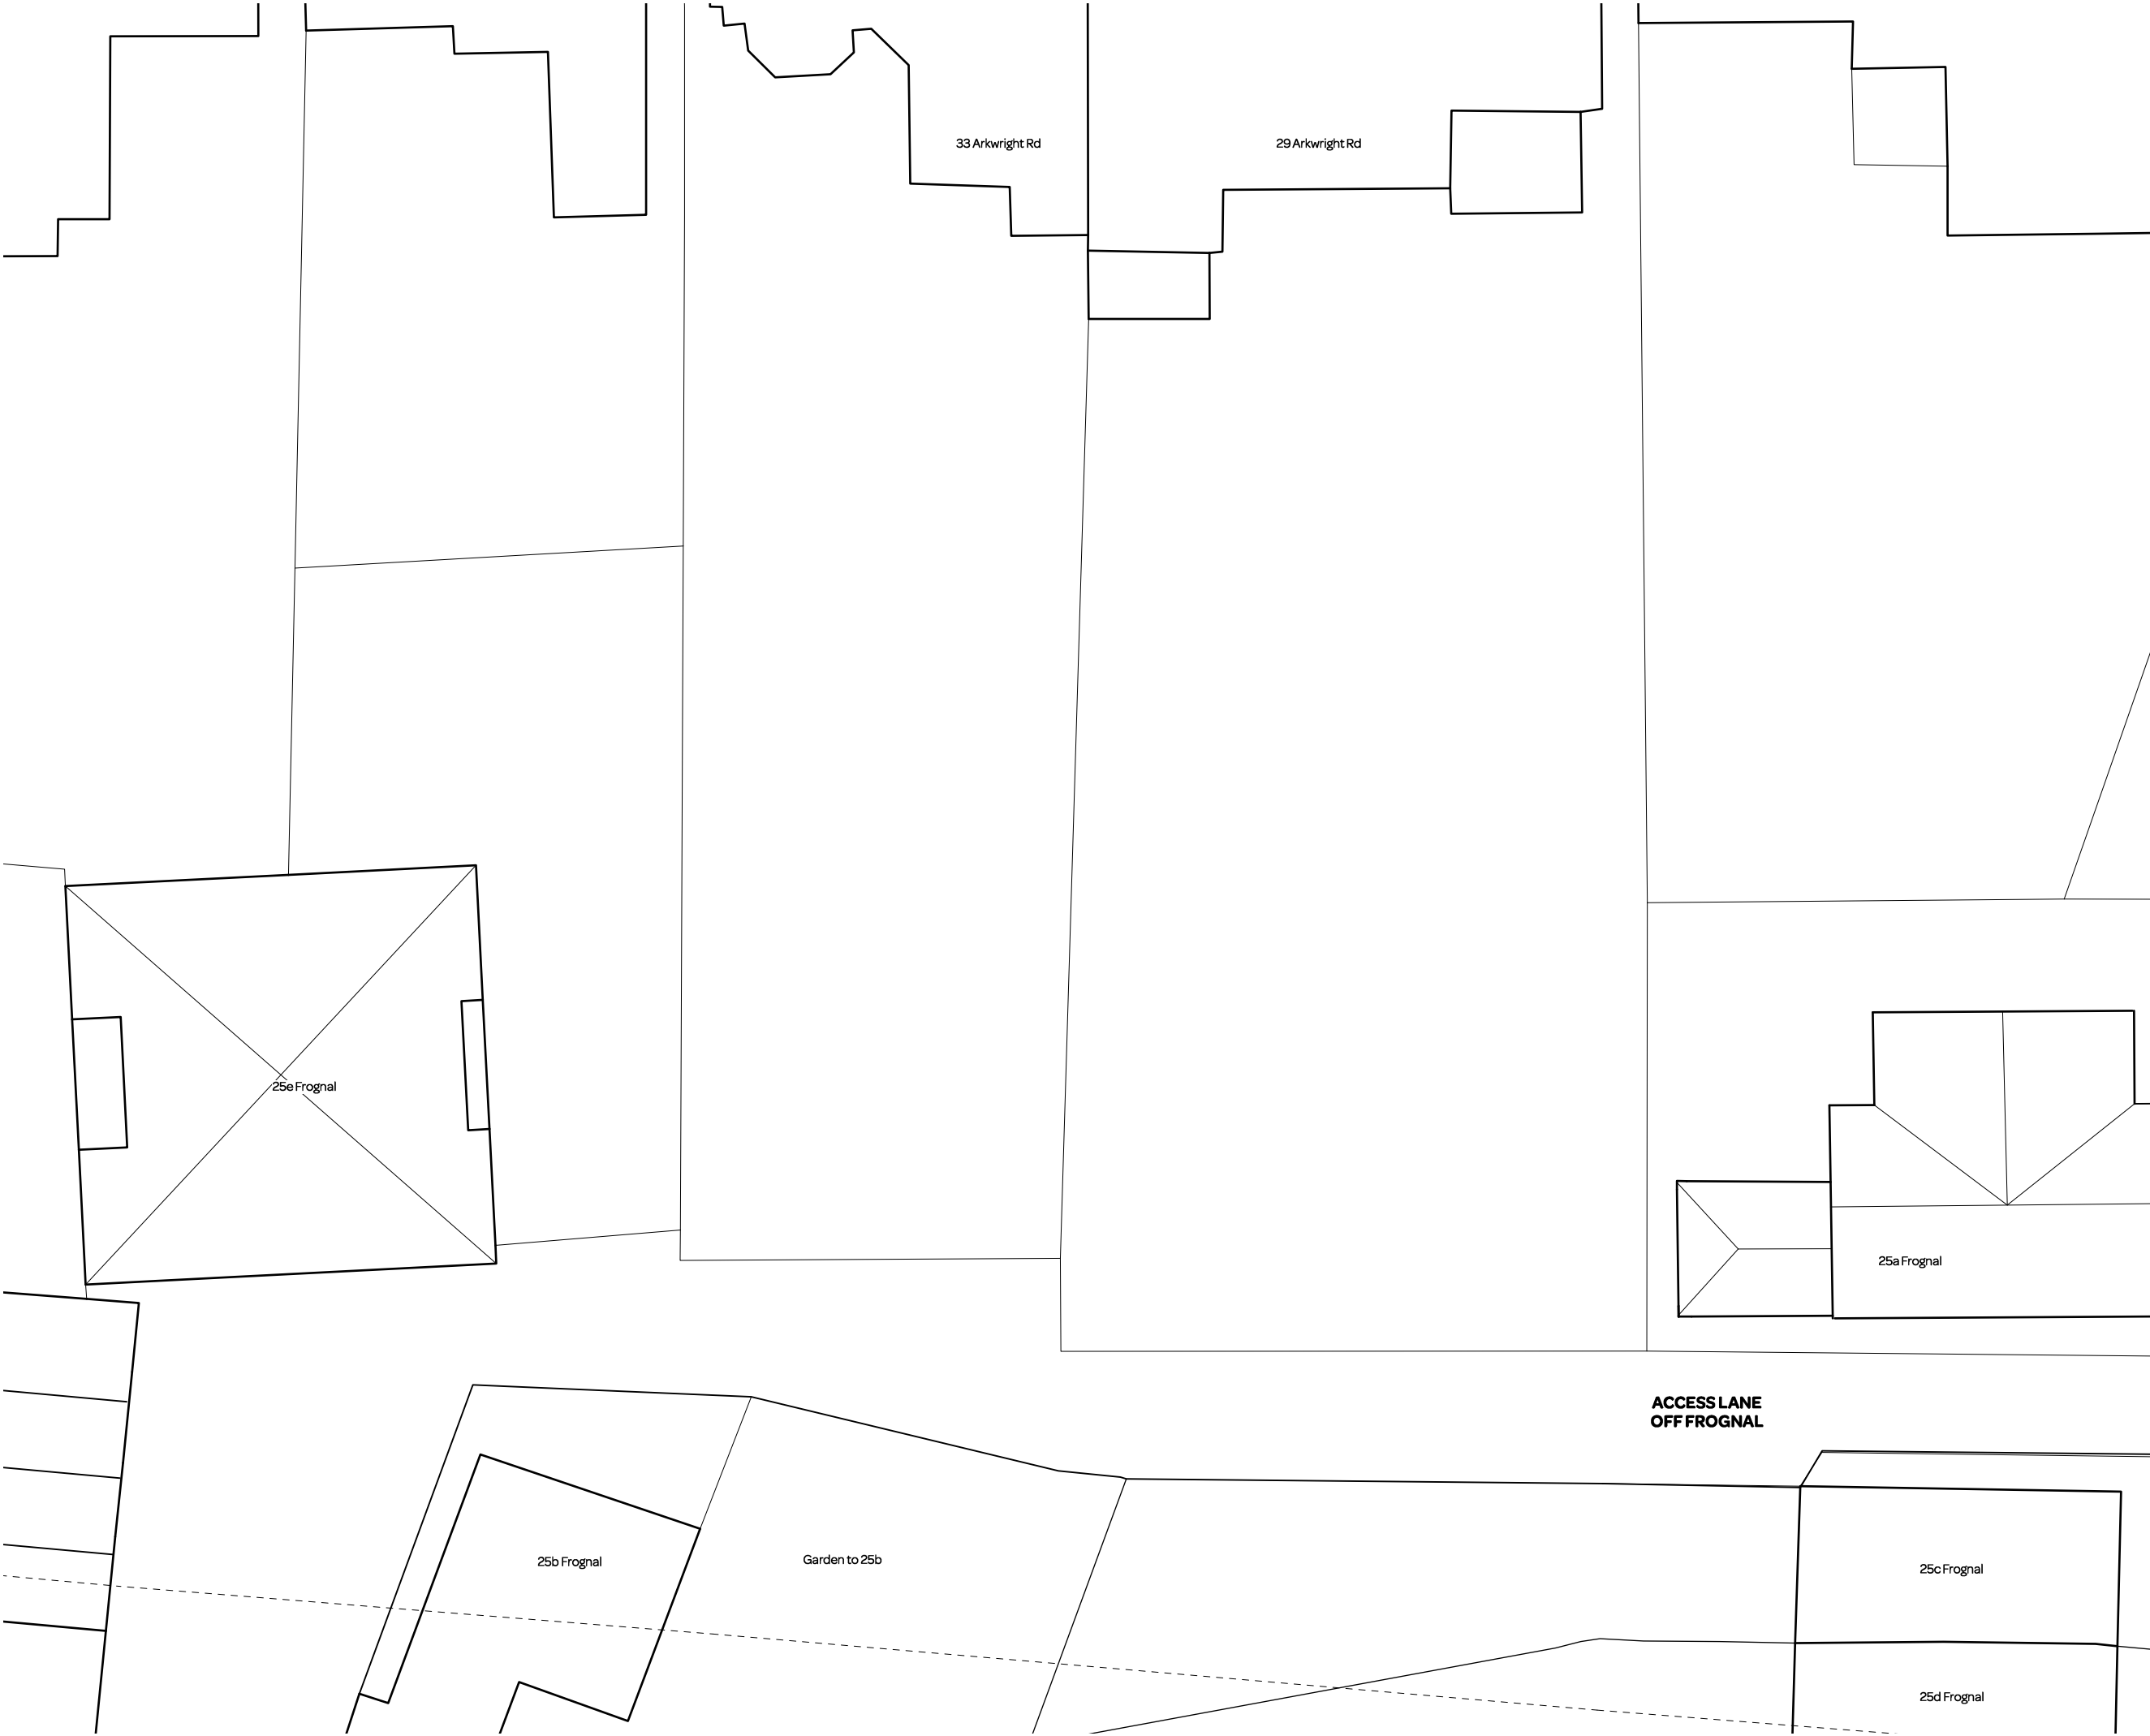 33 Arkwright Rd
29 Arkwright Rd
25e Frognal
25a Frognal
ACCESS LANE
OFF FROGNAL
25b Frognal
Garden to 25b
25c Frognal
25d Frognal